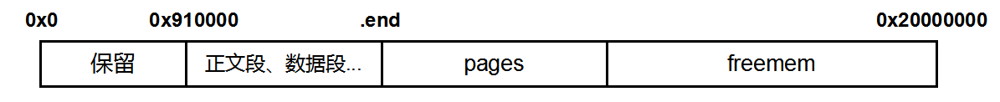 0x0 0x910000 .end 0x20000000
保留 正文段、数据段... pages freemem